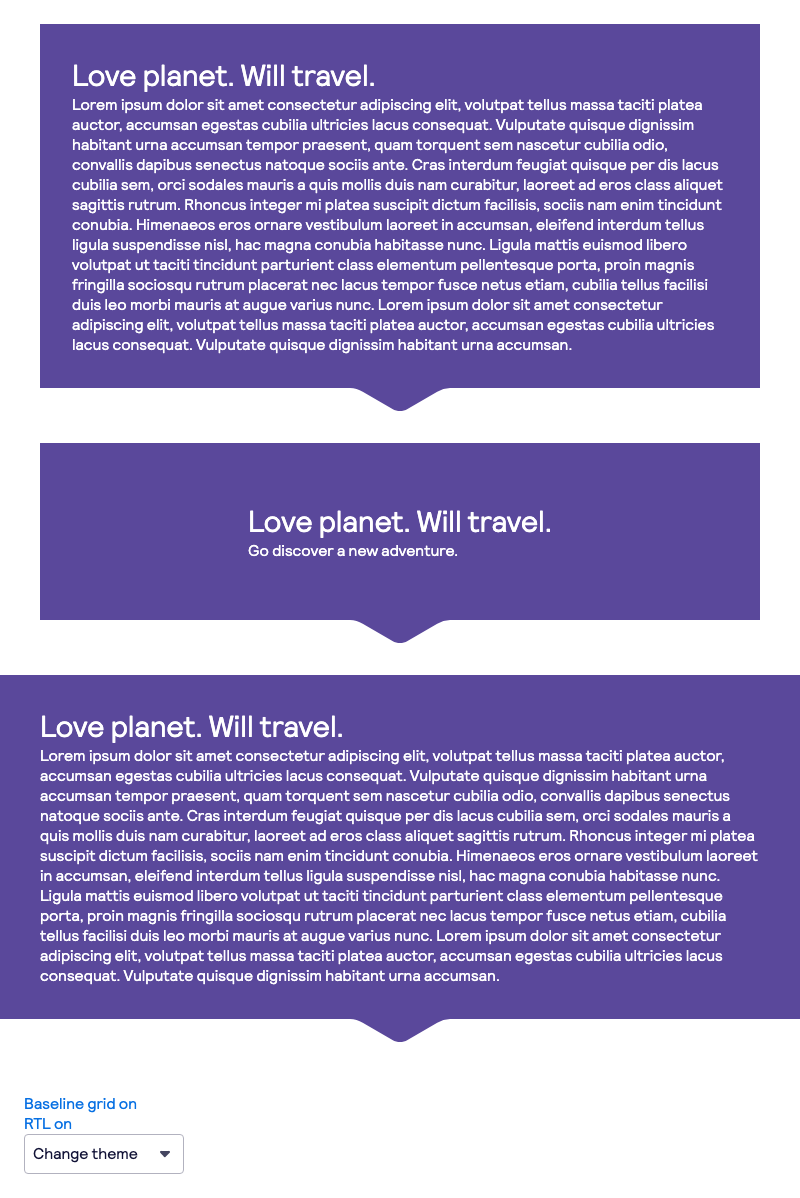 Love planet. Will travel.
Lorem ipsum dolor sit amet consectetur adipiscing elit, volutpat tellus massa taciti platea
auctor, accumsan egestas cubilia ultricies lacus consequat. Vulputate quisque dignissim
habitant urna accumsan tempor praesent, quam torquent sem nascetur cubilia odio,
convallis dapibus senectus natoque sociis ante. Cras interdum feugiat quisque per dis lacus
cubilia sem, orci sodales mauris a quis mollis duis nam curabitur, laoreet ad eros class aliquet
sagittis rutrum. Rhoncus integer mi platea suscipit dictum facilisis, sociis nam enim tincidunt
conubia. Himenaeos eros ornare vestibulum laoreet in accumsan, eleifend interdum tellus
ligula suspendisse nisl, hac magna conubia habitasse nunc. Ligula mattis euismod libero
volutpat ut taciti tincidunt parturient class elementum pellentesque porta, proin magnis
fringilla sociosqu rutrum placerat nec lacus tempor fusce netus etiam, cubilia tellus facilisi
duis leo morbi mauris at augue varius nunc. Lorem ipsum dolor sit amet consectetur
adipiscing elit, volutpat tellus massa taciti platea auctor, accumsan egestas cubilia ultricies
lacus consequat. Vulputate quisque dignissim habitant urna accumsan.
Love planet. Will travel.
Go discover a new adventure.
Love planet. Will travel.
Lorem ipsum dolor sit amet consectetur adipiscing elit, volutpat tellus massa taciti platea auctor,
accumsan egestas cubilia ultricies lacus consequat. Vulputate quisque dignissim habitant urna
accumsan tempor praesent, quam torquent sem nascetur cubilia odio, convallis dapibus senectus
natoque sociis ante. Cras interdum feugiat quisque per dis lacus cubilia sem, orci sodales mauris a
quis mollis duis nam curabitur, laoreet ad eros class aliquet sagittis rutrum. Rhoncus integer mi platea
suscipit dictum facilisis, sociis nam enim tincidunt conubia. Himenaeos eros ornare vestibulum laoreet
in accumsan, eleifend interdum tellus ligula suspendisse nisl, hac magna conubia habitasse nunc.
Ligula mattis euismod libero volutpat ut taciti tincidunt parturient class elementum pellentesque
porta, proin magnis fringilla sociosqu rutrum placerat nec lacus tempor fusce netus etiam, cubilia
tellus facilisi duis leo morbi mauris at augue varius nunc. Lorem ipsum dolor sit amet consectetur
adipiscing elit, volutpat tellus massa taciti platea auctor, accumsan egestas cubilia ultricies lacus
consequat. Vulputate quisque dignissim habitant urna accumsan.
Baseline grid on
RTL on
Change theme